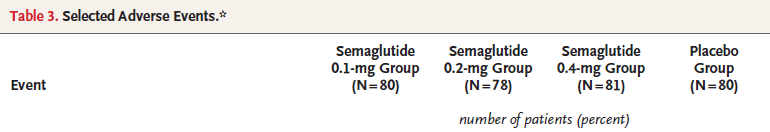 Table 3. Selected Adverse Events.*
Semaglutide Semaglutide Semaglutide Placebo
0.1-mg Group 0.2-mg Group 0.4-mg Group Group
Event (N=80) (N=78) (N=81) (N=80)
number of patients (percent)